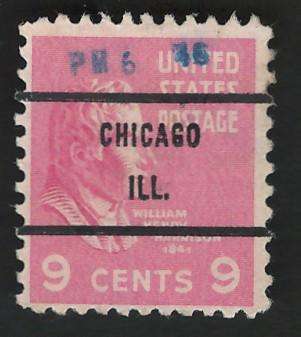 PM 6 46
UNITED
STATES
POSTAGE
CHICAGO
ILL.
WILLIAM
HENRY
HARRISON
1841
9 CENTS 9